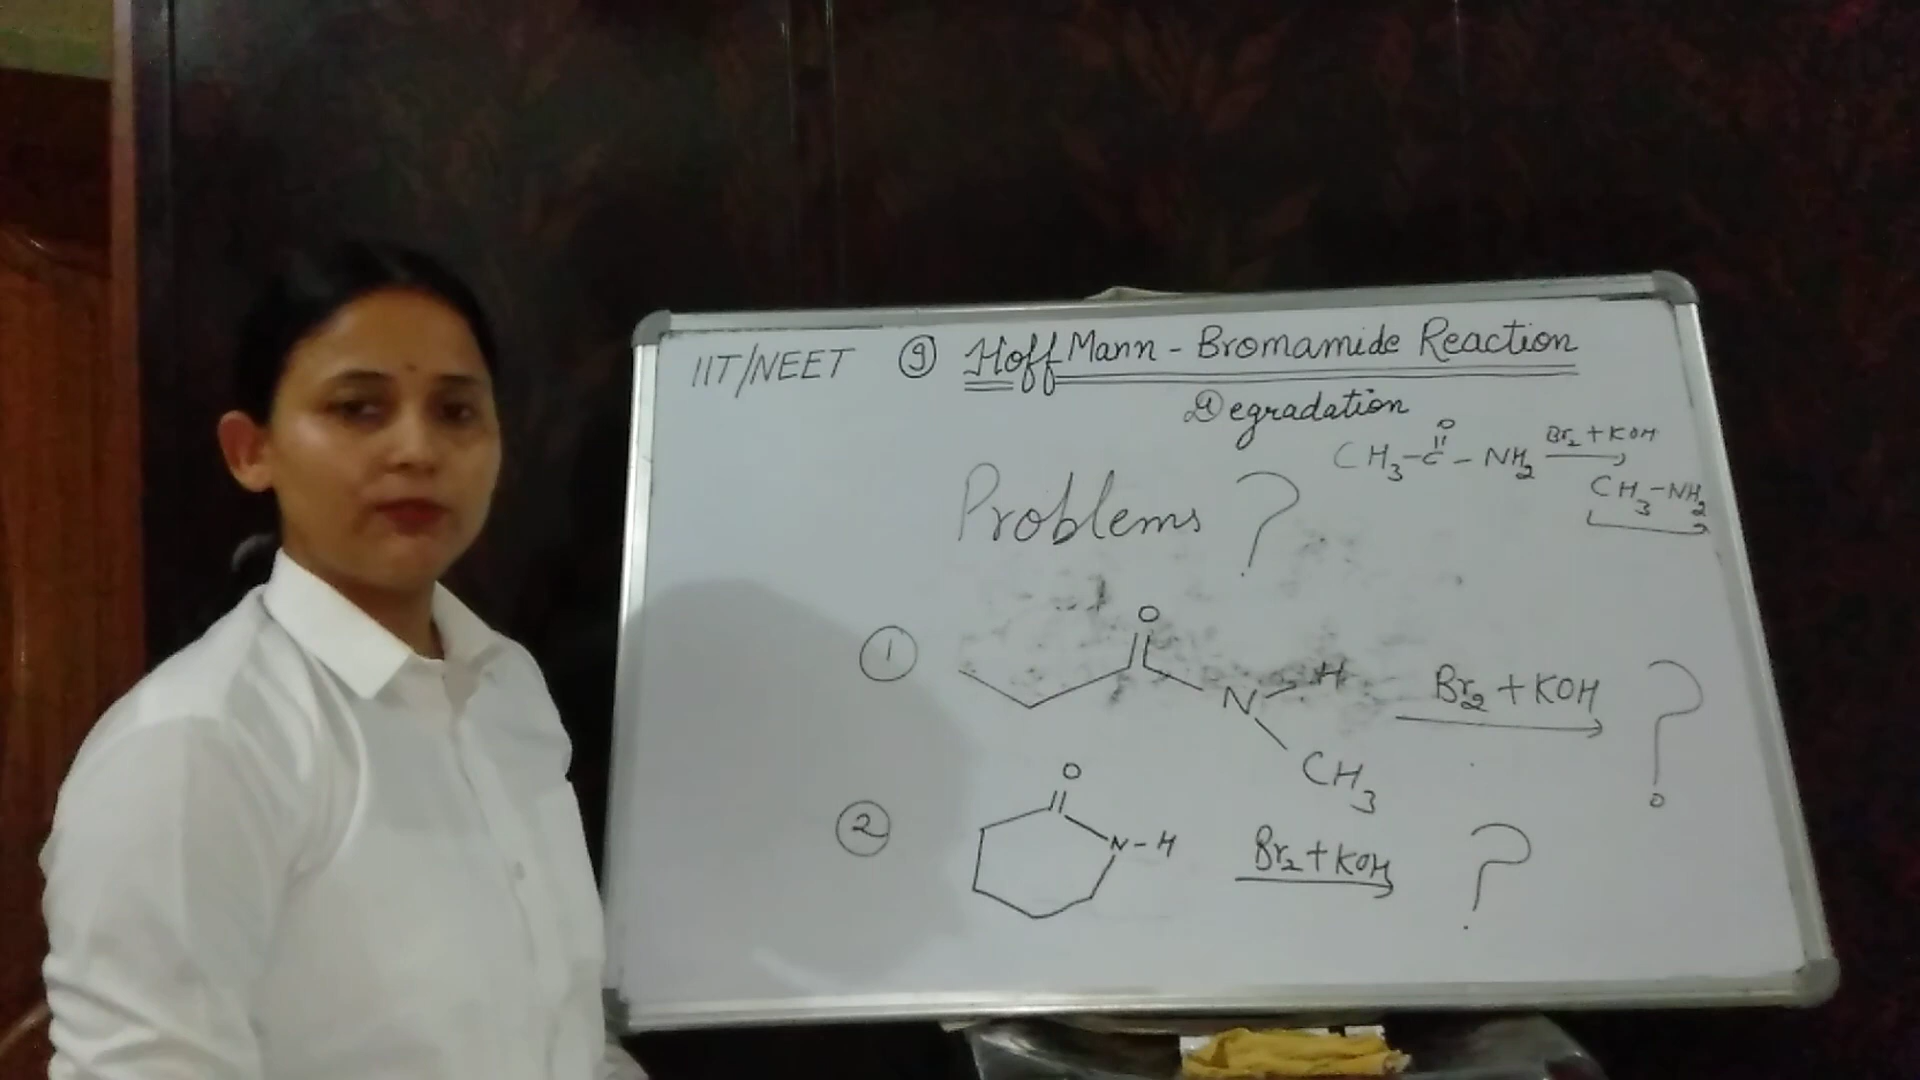 IIT/NEET ⑨ HoffMann - Bromamide Reaction
Degradation
O
CH3-C-NH2 Br2+KOH
CH3-NH2
Problems ?
O
① N H Br2+KOH ?
CH3
O
② N-H Br2+KOH ?